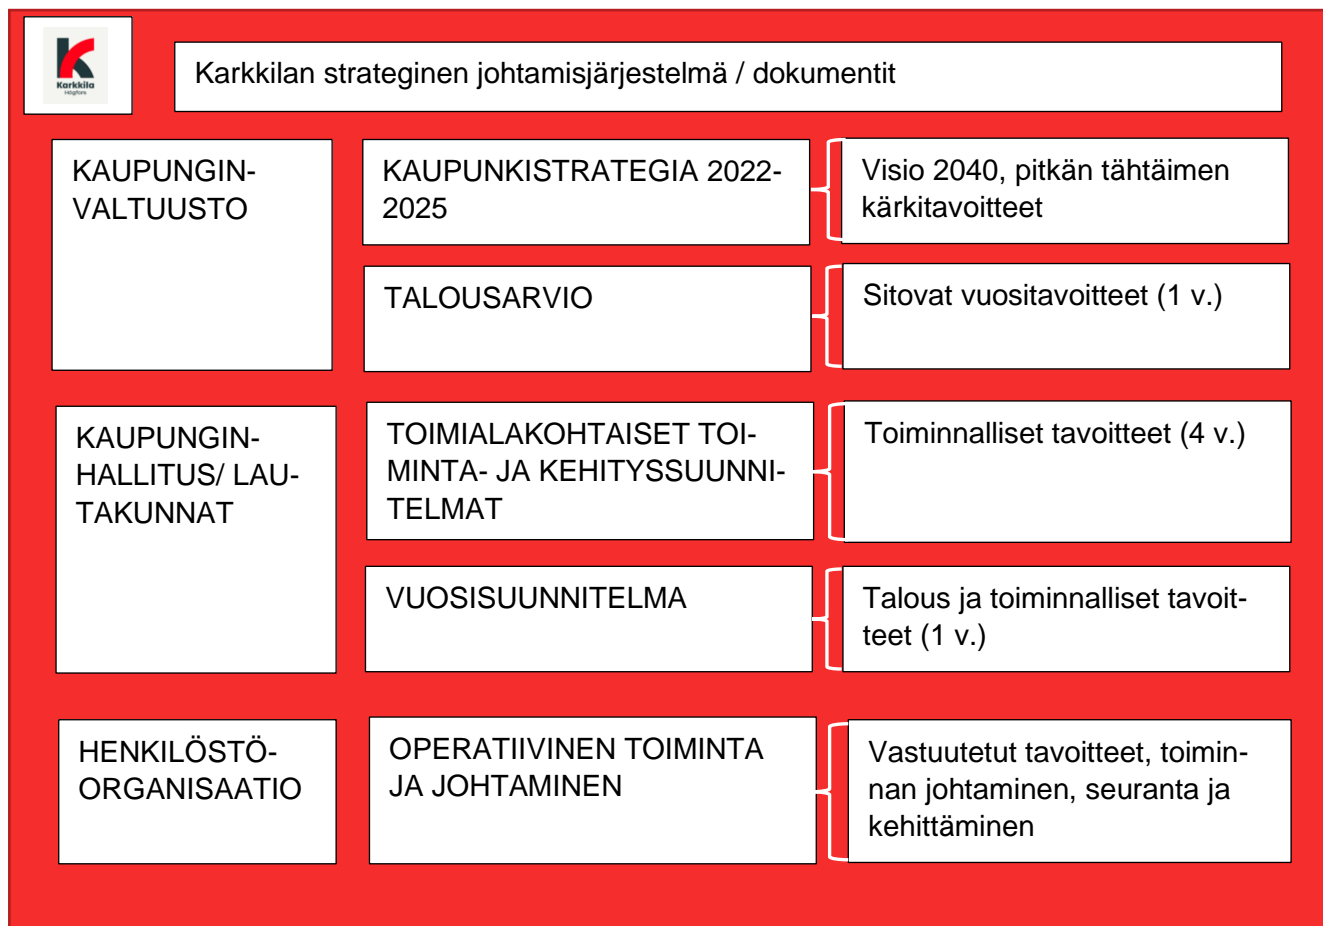 Karkkila
Högfors
Karkkilan strateginen johtamisjärjestelmä / dokumentit
KAUPUNGIN-
VALTUUSTO
KAUPUNKISTRATEGIA 2022-
2025
Visio 2040, pitkän tähtäimen
kärkitavoitteet
TALOUSARVIO
Sitovat vuositavoitteet (1 v.)
KAUPUNGIN-
HALLITUS/ LAU-
TAKUNNAT
TOIMIALAKOHTAISET TOI-
MINTA- JA KEHITYSSUUNNI-
TELMAT
Toiminnalliset tavoitteet (4 v.)
VUOSISUUNNITELMA
Talous ja toiminnalliset tavoit-
teet (1 v.)
HENKILÖSTÖ-
ORGANISAATIO
OPERATIIVINEN TOIMINTA
JA JOHTAMINEN
Vastuutetut tavoitteet, toimin-
nan johtaminen, seuranta ja
kehittäminen